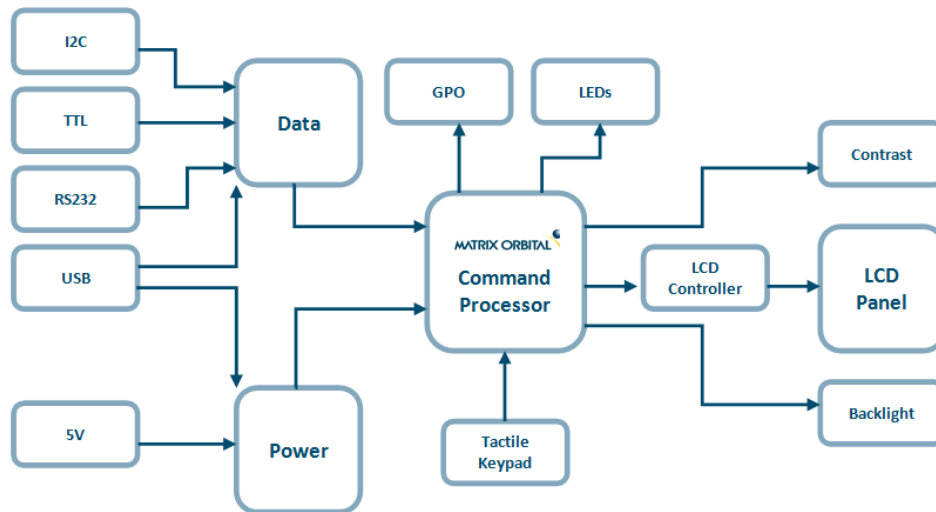 I2C
TTL
RS232
USB
5V
Data
Power
GPO
LEDs
MATRIX ORBITAL
Command
Processor
Tactile
Keypad
LCD
Controller
Contrast
LCD
Panel
Backlight